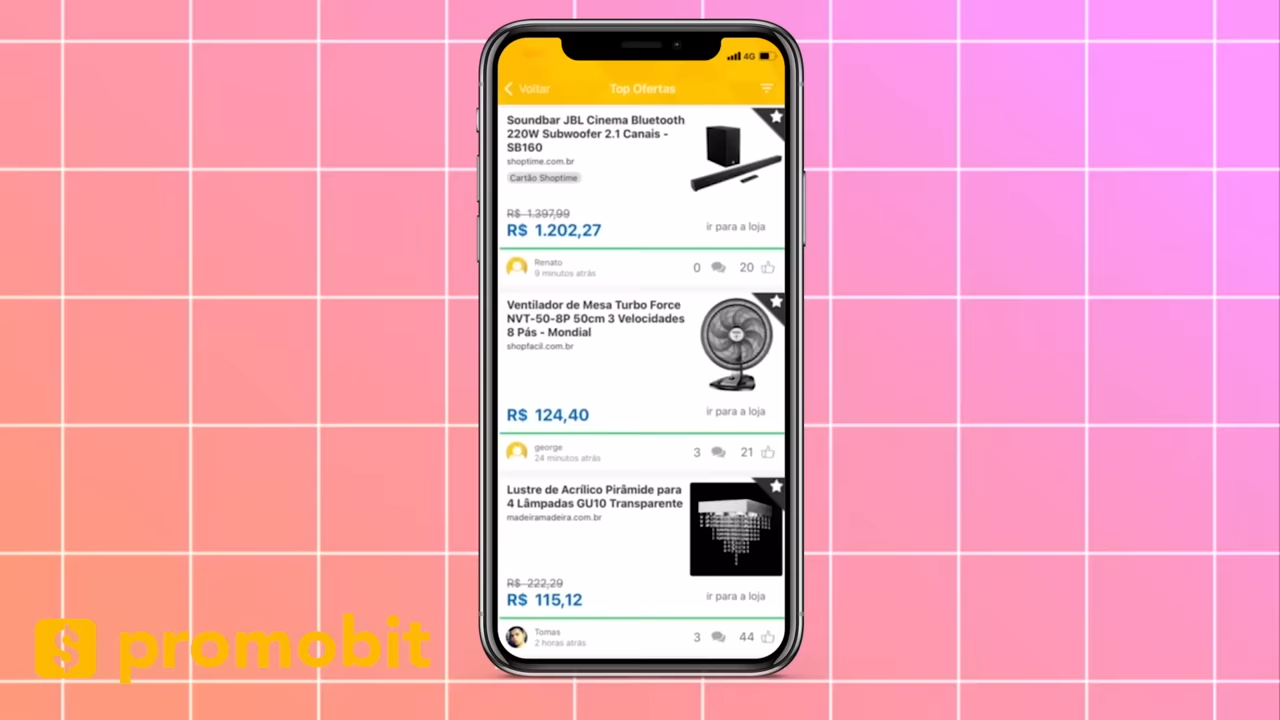 4G
Voltar
Top Ofertas
Soundbar JBL Cinema Bluetooth
220W Subwoofer 2.1 Canais -
SB160
shoptime.com.br
Cartão Shoptime
R$ 1.397,99
R$ 1.202,27
ir para a loja
Renato
9 minutos atrás
0
20
Ventilador de Mesa Turbo Force
NVT-50-8P 50cm 3 Velocidades
8 Pás - Mondial
shopfacil.com.br
R$ 124,40
ir para a loja
george
24 minutos atrás
3
21
Lustre de Acrílico Pirâmide para
4 Lâmpadas GU10 Transparente
madeiramadeira.com.br
R$ 222,29
R$ 115,12
ir para a loja
Tomas
2 horas atrás
3
44
$ promobit